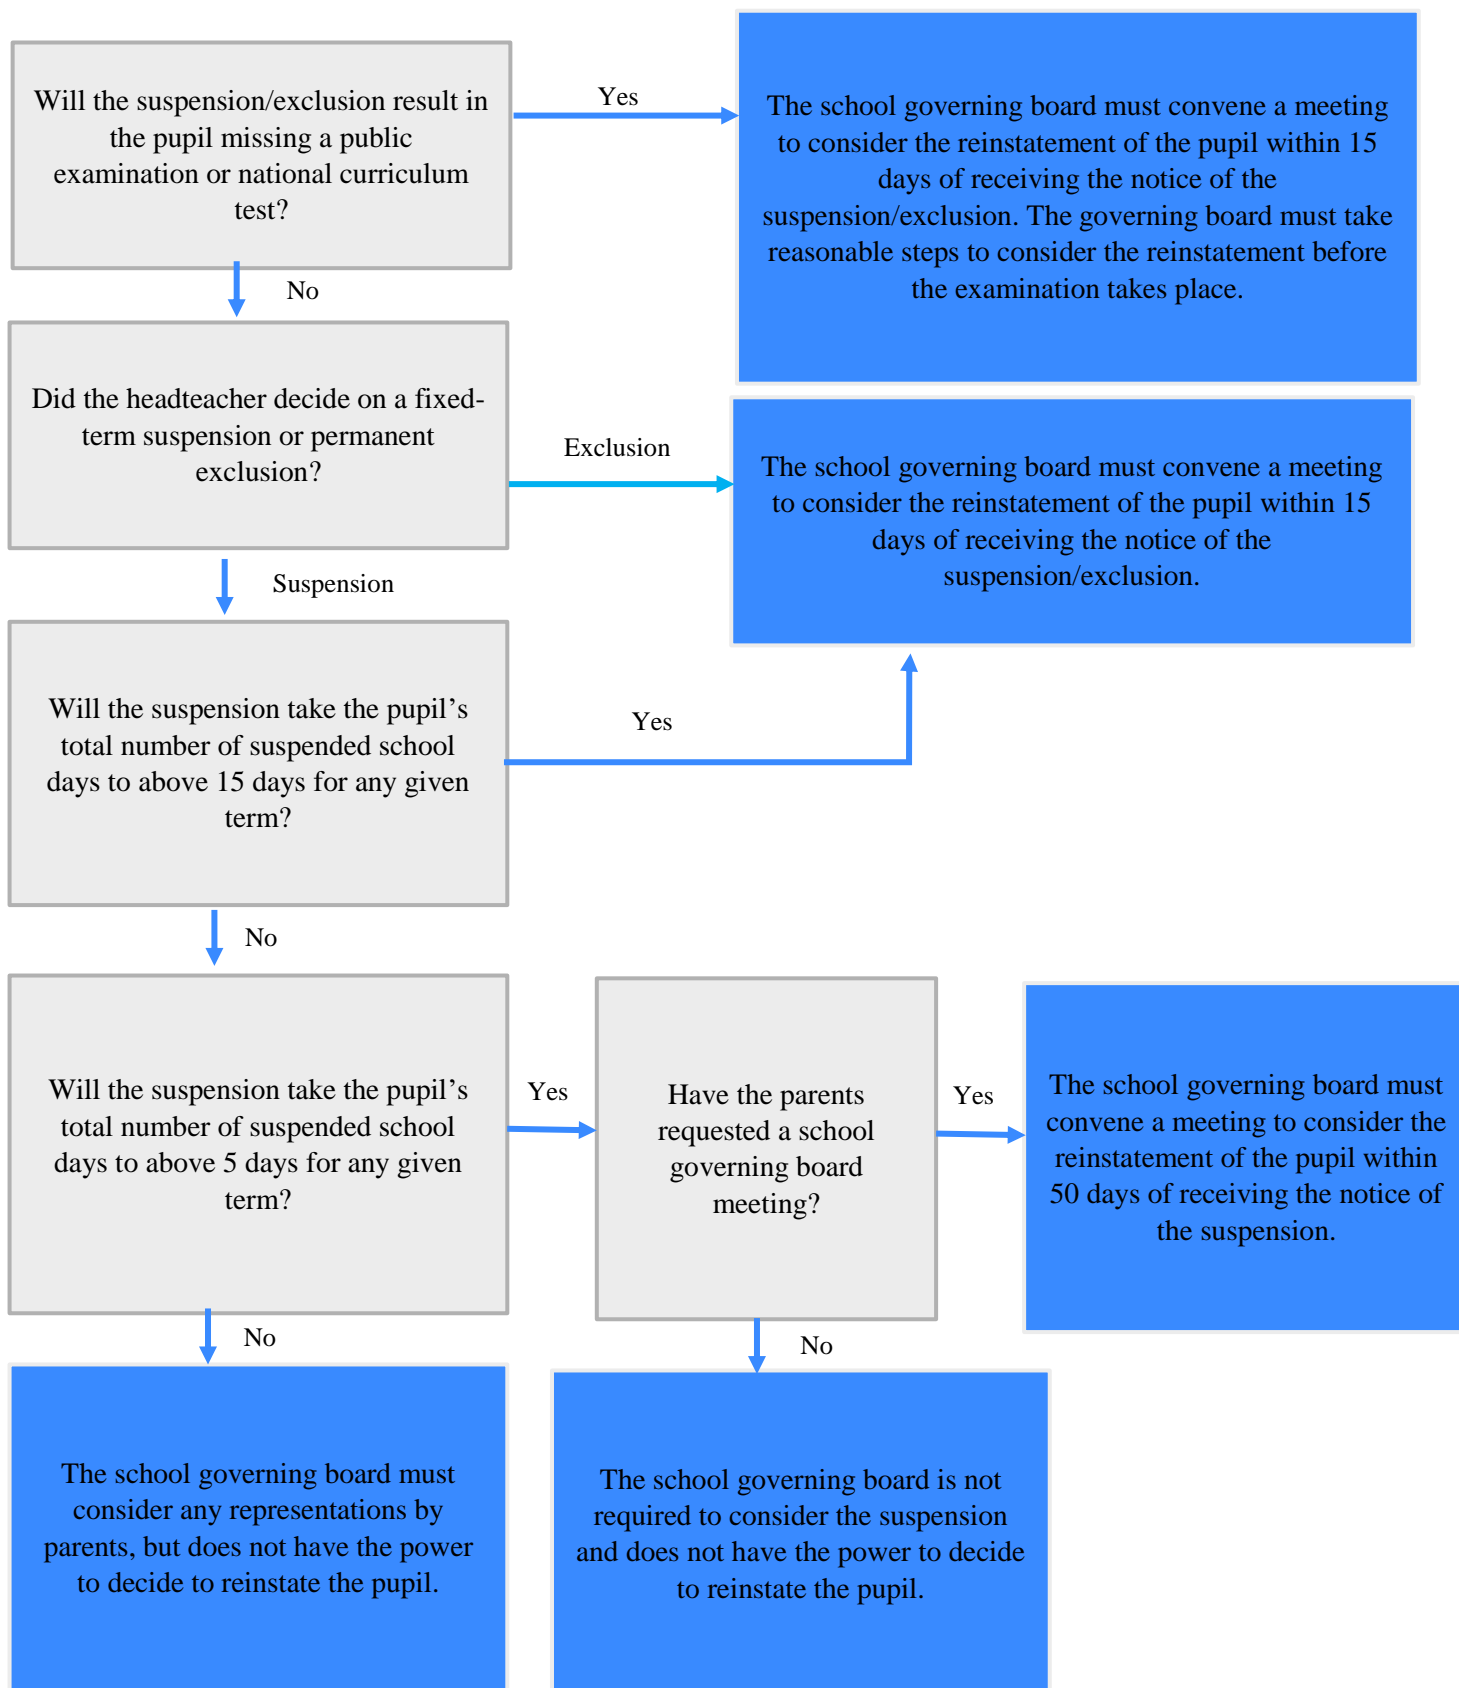 Will the suspension/exclusion result in
the pupil missing a public
examination or national curriculum
test?
Yes
The school governing board must convene a meeting
to consider the reinstatement of the pupil within 15
days of receiving the notice of the
suspension/exclusion. The governing board must take
reasonable steps to consider the reinstatement before
the examination takes place.
No
Did the headteacher decide on a fixed-
term suspension or permanent
exclusion?
Exclusion
The school governing board must convene a meeting
to consider the reinstatement of the pupil within 15
days of receiving the notice of the
suspension/exclusion.
Suspension
Will the suspension take the pupil’s
total number of suspended school
days to above 15 days for any given
term?
Yes
No
Will the suspension take the pupil’s
total number of suspended school
days to above 5 days for any given
term?
Yes
Have the parents
requested a school
governing board
meeting?
Yes
The school governing board must
convene a meeting to consider the
reinstatement of the pupil within
50 days of receiving the notice of
the suspension.
No
No
The school governing board must
consider any representations by
parents, but does not have the power
to decide to reinstate the pupil.
The school governing board is not
required to consider the suspension
and does not have the power to decide
to reinstate the pupil.